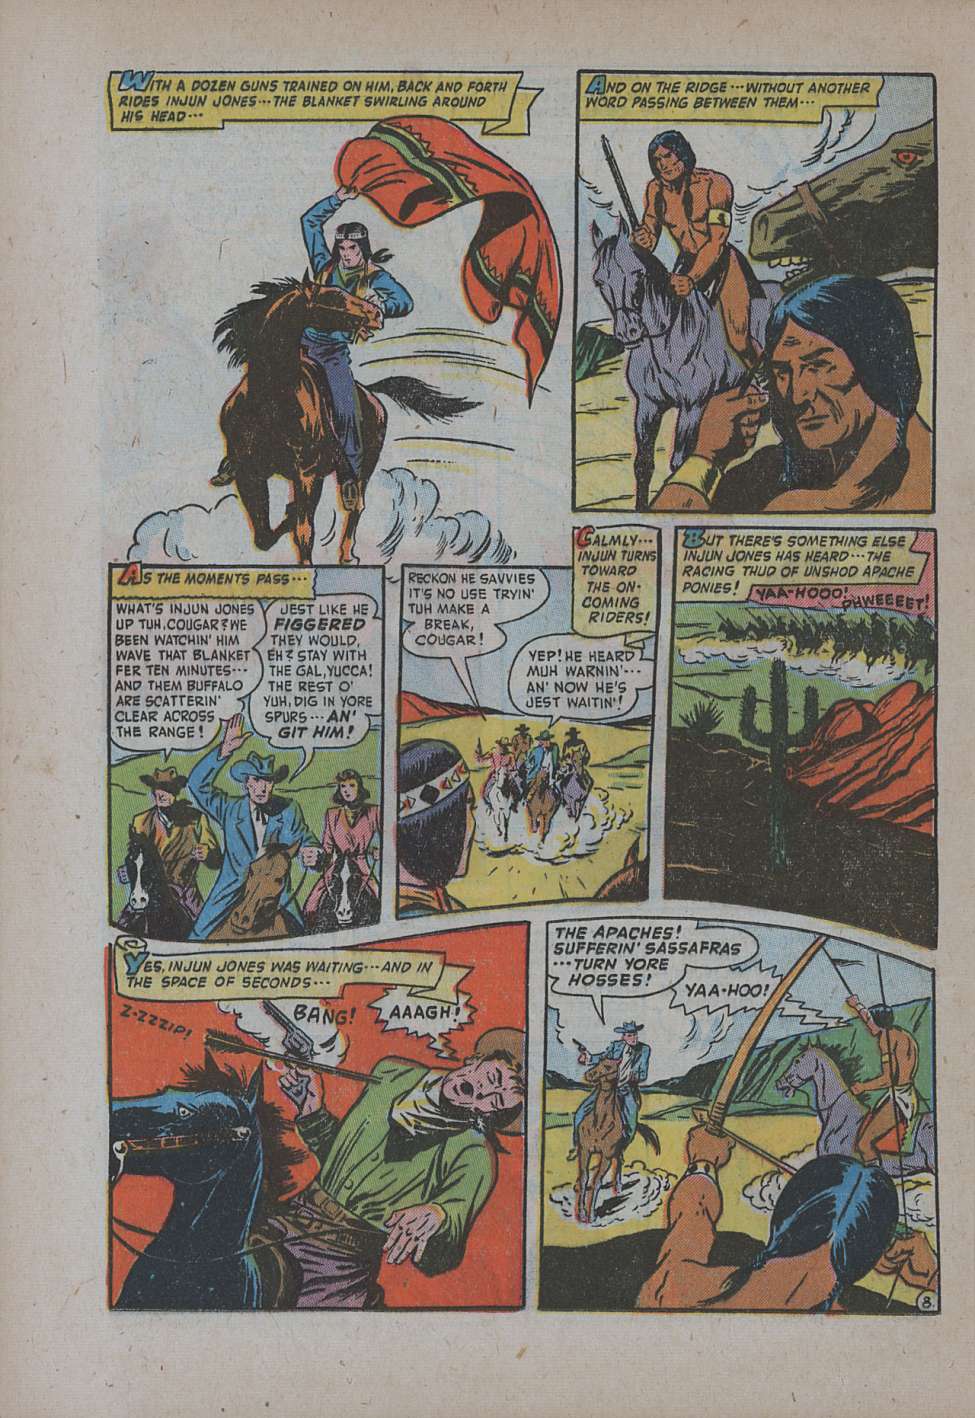 WITH A DOZEN GUNS TRAINED ON HIM, BACK AND FORTH
RIDES INJUN JONES---THE BLANKET SWIRLING AROUND
HIS HEAD---
AND ON THE RIDGE---WITHOUT ANOTHER
WORD PASSING BETWEEN THEM---
AS THE MOMENTS PASS---
WHAT'S INJUN JONES
UP TUH, COUGAR? WE
BEEN WATCHIN' HIM
WAVE THAT BLANKET
FER TEN MINUTES---
AND THEM BUFFALO
ARE SCATTERIN'
CLEAR ACROSS
THE RANGE!
JEST LIKE HE
FIGGERED
THEY WOULD,
EH? STAY WITH
THE GAL, YUCCA!
THE REST O'
YUH, DIG IN YORE
SPURS---AN'
GIT HIM!
RECKON HE SAVVIES
IT'S NO USE TRYIN'
TUH MAKE A
BREAK,
COUGAR!
CALMLY---
INJUN TURNS
TOWARD
THE ON-
COMING
RIDERS!
YEP! HE HEARD
MUH WARNIN'---
AN' NOW HE'S
JEST WAITIN'!
BUT THERE'S SOMETHING ELSE
INJUN JONES HAS HEARD---THE
RACING THUD OF UNSHOD APACHE
PONIES!
YAA-HOOO!
PHWEEEET!
YES, INJUN JONES WAS WAITING---AND IN
THE SPACE OF SECONDS---
Z-ZZZIP!
BANG!
AAAGH!
THE APACHES!
SUFFERIN' SASSAFRAS
---TURN YORE
HOSSES!
YAA-HOO!
8